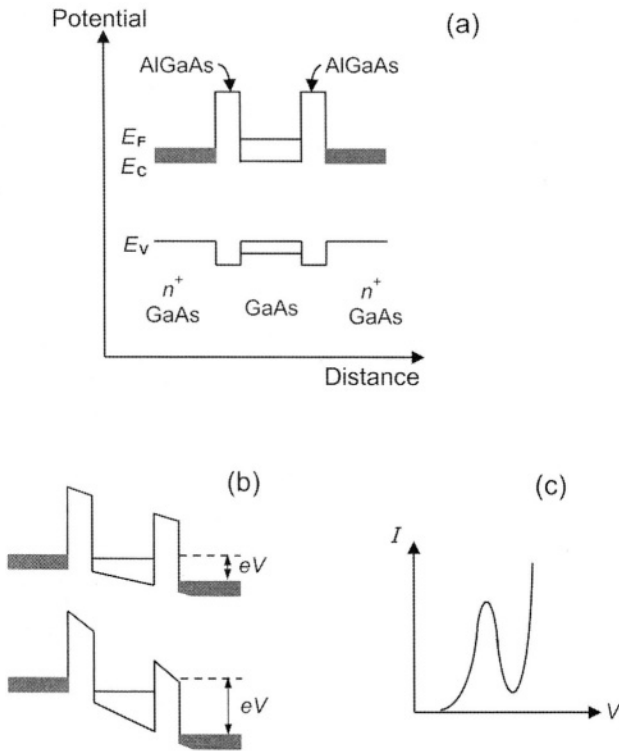 Potential
(a)
AlGaAs AlGaAs
E_F
E_C
E_V
n⁺ GaAs n⁺
GaAs GaAs
Distance
(b)
(c)
eV
eV
I
V